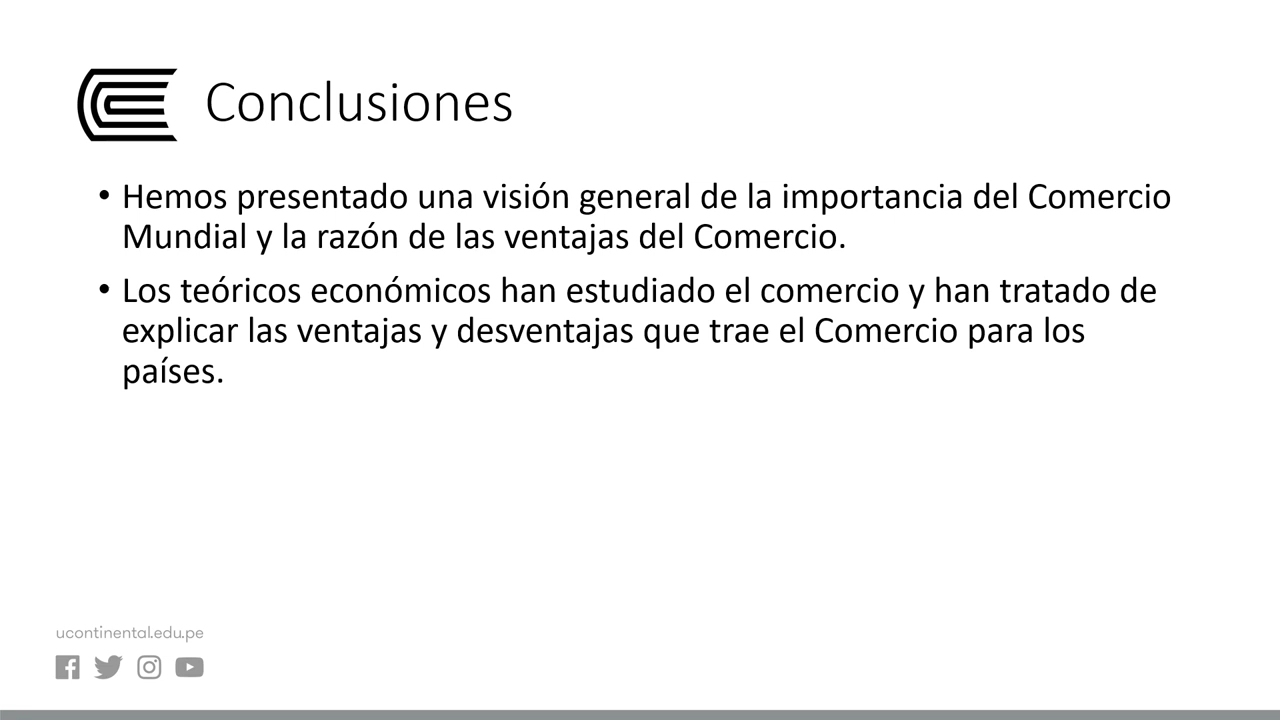 Conclusiones
• Hemos presentado una visión general de la importancia del Comercio
Mundial y la razón de las ventajas del Comercio.
• Los teóricos económicos han estudiado el comercio y han tratado de
explicar las ventajas y desventajas que trae el Comercio para los
países.
ucontinental.edu.pe